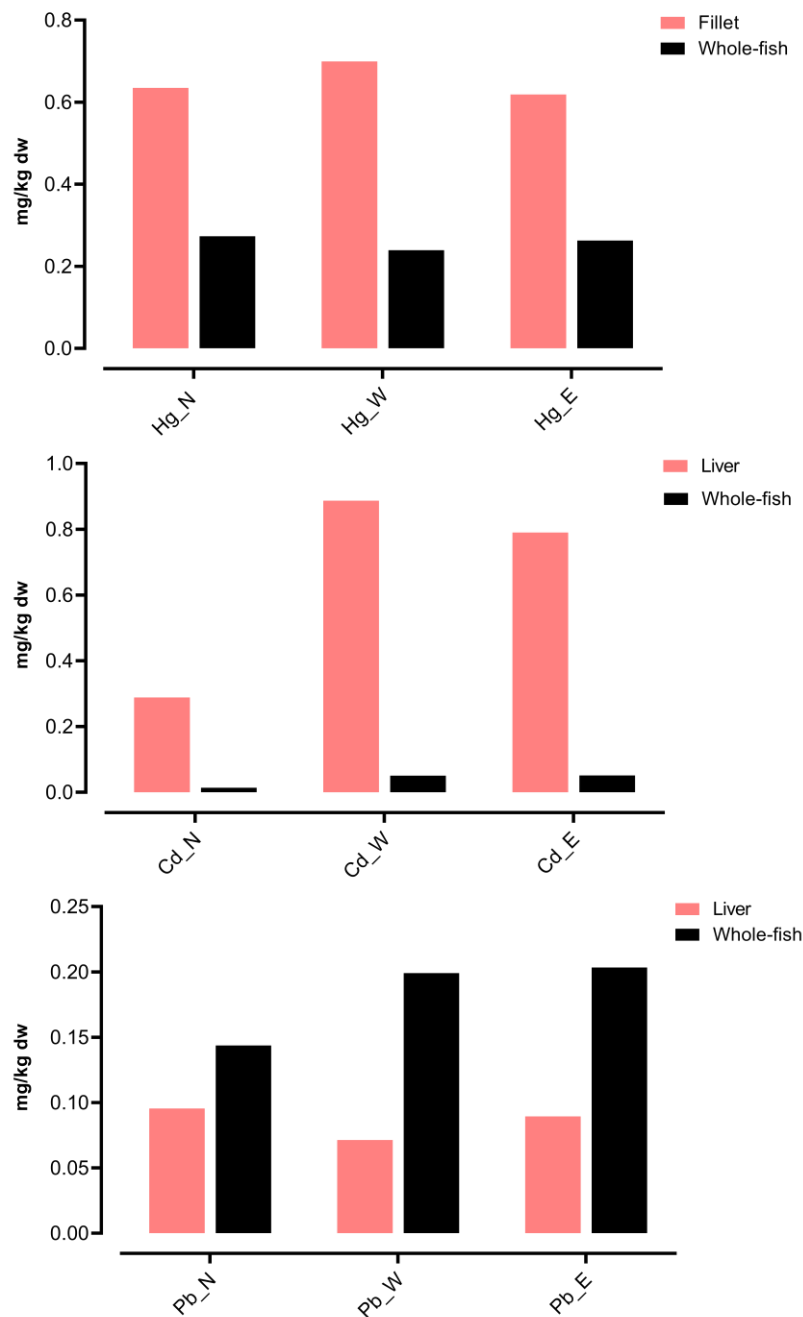 Fillet
Whole-fish
mg/kg dw
0.8
0.6
0.4
0.2
0.0
Hg_N
Hg_W
Hg_E
Liver
Whole-fish
mg/kg dw
1.0
0.8
0.6
0.4
0.2
0.0
Cd_N
Cd_W
Cd_E
Liver
Whole-fish
mg/kg dw
0.25
0.20
0.15
0.10
0.05
0.00
Pb_N
Pb_W
Pb_E